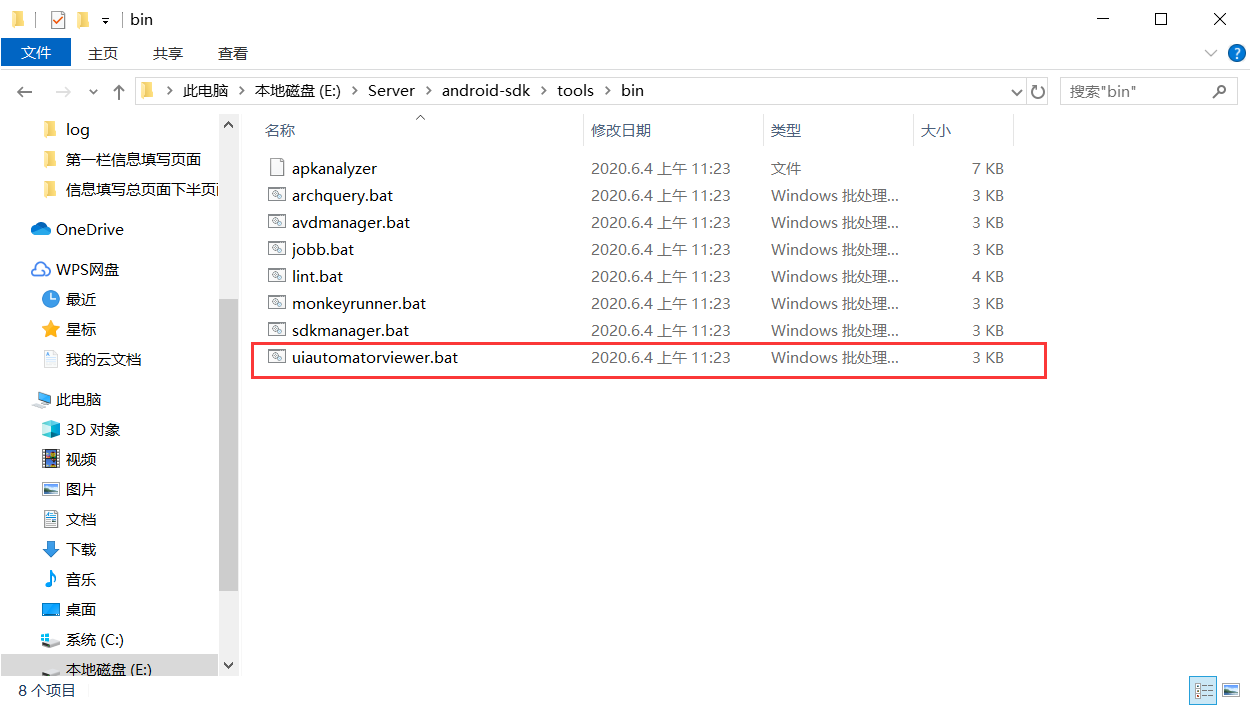 bin
文件 主页 共享 查看
此电脑 本地磁盘 (E:) Server android-sdk tools bin 搜索"bin"
log
第一栏信息填写页面
信息填写总页面下半页
OneDrive
WPS网盘
最近
星标
我的云文档
此电脑
3D 对象
视频
图片
文档
下载
音乐
桌面
系统 (C:)
本地磁盘 (E:)
名称 修改日期 类型 大小
apkanalyzer 2020.6.4 上午 11:23 文件 7 KB
archquery.bat 2020.6.4 上午 11:23 Windows 批处理... 3 KB
avdmanager.bat 2020.6.4 上午 11:23 Windows 批处理... 3 KB
jobb.bat 2020.6.4 上午 11:23 Windows 批处理... 3 KB
lint.bat 2020.6.4 上午 11:23 Windows 批处理... 4 KB
monkeyrunner.bat 2020.6.4 上午 11:23 Windows 批处理... 3 KB
sdkmanager.bat 2020.6.4 上午 11:23 Windows 批处理... 3 KB
uiautomatorviewer.bat 2020.6.4 上午 11:23 Windows 批处理... 3 KB
8 个项目